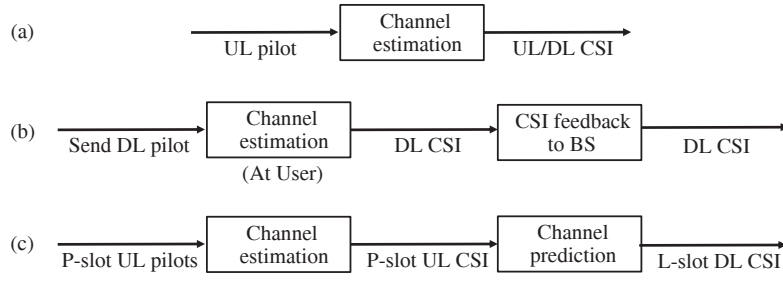 (a)
UL pilot
Channel
estimation
UL/DL CSI
(b)
Send DL pilot
Channel
estimation
(At User)
DL CSI
CSI feedback
to BS
DL CSI
(c)
P-slot UL pilots
Channel
estimation
P-slot UL CSI
Channel
prediction
L-slot DL CSI